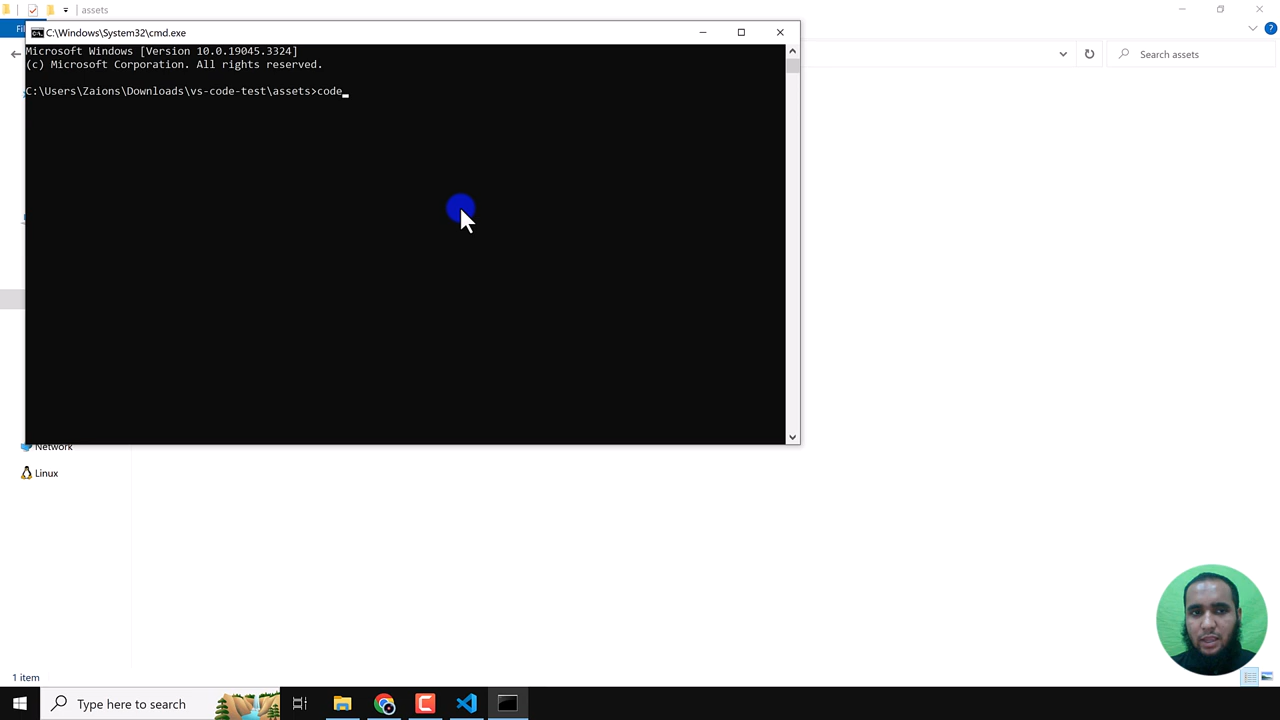 assets
Fil
C:\Windows\System32\cmd.exe
Microsoft Windows [Version 10.0.19045.3324]
(c) Microsoft Corporation. All rights reserved.
C:\Users\Zaions\Downloads\vs-code-test\assets>code
Search assets
Network
Linux
1 item
Type here to search